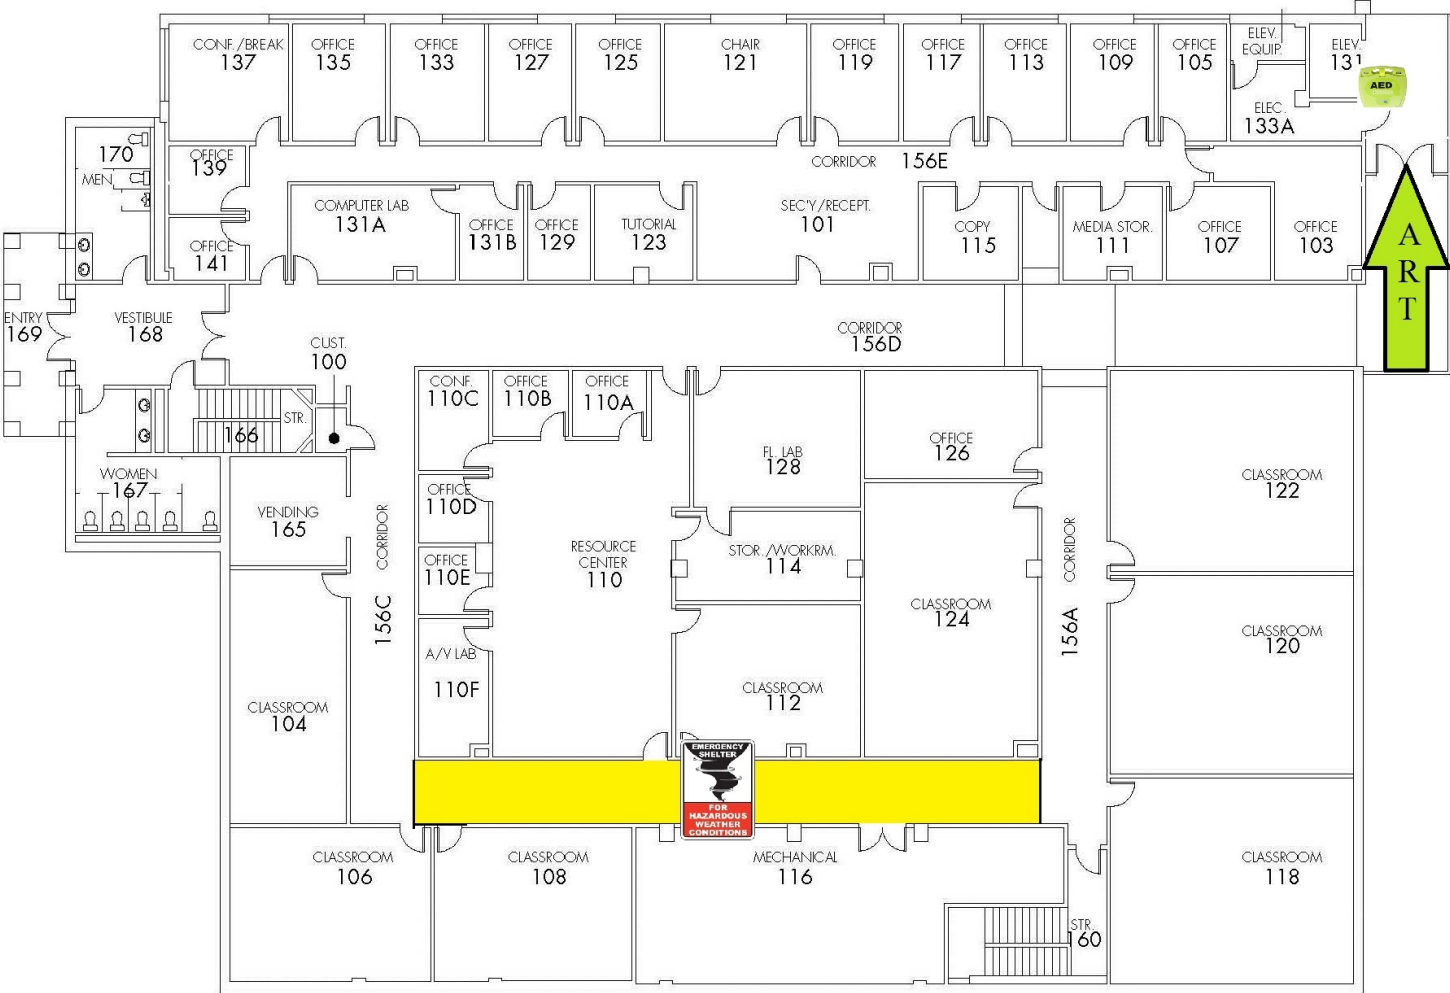 CONF./BREAK
137
OFFICE
135
OFFICE
133
OFFICE
127
OFFICE
125
CHAIR
121
OFFICE
119
OFFICE
117
OFFICE
113
OFFICE
109
OFFICE
105
ELEV.
EQUIP.
ELEV.
131
AED
ELEC.
133A
170
MEN
OFFICE
139
CORRIDOR 156E
COMPUTER LAB
131A
OFFICE
131B
OFFICE
129
TUTORIAL
123
SEC'Y/RECEPT.
101
COPY
115
MEDIA STOR.
111
OFFICE
107
OFFICE
103
ART
OFFICE
141
ENTRY
169
VESTIBULE
168
CUST.
100
CORRIDOR
156D
CONF.
110C
OFFICE
110B
OFFICE
110A
STR.
166
FL. LAB
128
OFFICE
126
CLASSROOM
122
WOMEN
167
VENDING
165
OFFICE
110D
CORRIDOR
156C
OFFICE
110E
RESOURCE
CENTER
110
STOR./WORKRM.
114
CORRIDOR
156A
CLASSROOM
124
CLASSROOM
120
A/V LAB
110F
CLASSROOM
112
CLASSROOM
104
EMERGENCY
SHELTER
FOR
HAZARDOUS
WEATHER
CONDITIONS
CLASSROOM
106
CLASSROOM
108
MECHANICAL
116
CLASSROOM
118
STR.
160